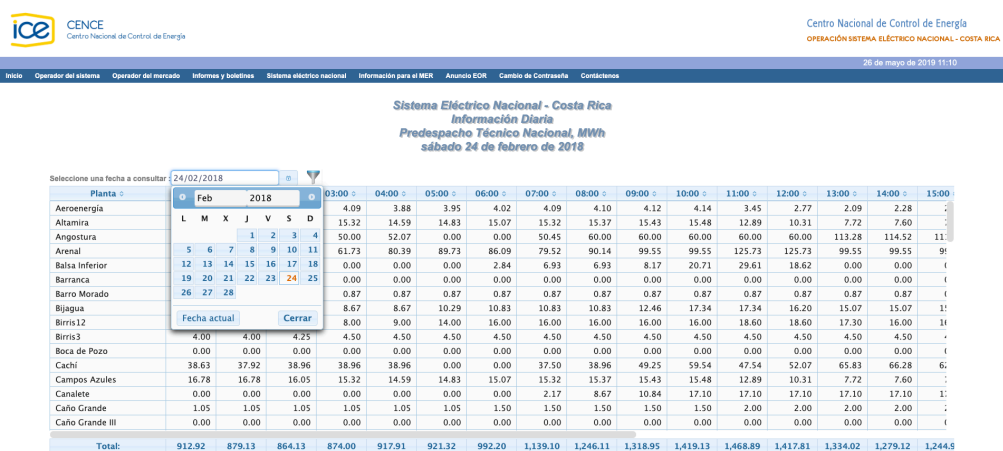 ice
CENCE
Centro Nacional de Control de Energía
Centro Nacional de Control de Energía
OPERACIÓN SISTEMA ELÉCTRICO NACIONAL - COSTA RICA
26 de mayo de 2019 11:10
Inicio Operador del sistema Operador del mercado Informes y boletines Sistema eléctrico nacional Información para el MER Anuncio EOR Cambio de Contraseña Contáctenos
Sistema Eléctrico Nacional - Costa Rica
Información Diaria
Predespacho Técnico Nacional, MWh
sábado 24 de febrero de 2018
Seleccione una fecha a consultar : 24/02/2018
Feb 2018
L M X J V S D
1 2 3 4
5 6 7 8 9 10 11
12 13 14 15 16 17 18
19 20 21 22 23 24 25
26 27 28
Fecha actual Cerrar
Planta 03:00 04:00 05:00 06:00 07:00 08:00 09:00 10:00 11:00 12:00 13:00 14:00 15:00
Aeroenergía 4.09 3.88 3.95 4.02 4.09 4.10 4.12 4.14 3.45 2.77 2.09 2.28
Altamira 15.32 14.59 14.83 15.07 15.32 15.37 15.43 15.48 12.89 10.31 7.72 7.60
Angostura 50.00 52.07 0.00 0.00 50.45 60.00 60.00 60.00 60.00 60.00 113.28 114.52
Arenal 61.73 80.39 89.73 86.09 79.52 90.14 99.55 99.55 125.73 125.73 99.55 99.55
Balsa Inferior 0.00 0.00 0.00 2.84 6.93 6.93 8.17 20.71 29.61 18.62 0.00 0.00
Barranca 0.00 0.00 0.00 0.00 0.00 0.00 0.00 0.00 0.00 0.00 0.00 0.00
Barro Morado 0.87 0.87 0.87 0.87 0.87 0.87 0.87 0.87 0.87 0.87 0.87 0.87
Bijagua 8.67 8.67 10.29 10.83 10.83 10.83 12.46 17.34 17.34 16.20 15.07 15.07
Birris12 8.00 9.00 14.00 16.00 16.00 16.00 16.00 16.00 18.60 18.60 17.30 16.00
Birris3 4.00 4.00 4.25 4.50 4.50 4.50 4.50 4.50 4.50 4.50 4.50 4.50 4.50 4.50 4.50
Boca de Pozo 0.00 0.00 0.00 0.00 0.00 0.00 0.00 0.00 0.00 0.00 0.00 0.00 0.00 0.00 0.00
Cachí 38.63 37.92 38.96 38.96 38.96 0.00 0.00 37.50 38.96 49.25 59.54 47.54 52.07 65.83 66.28
Campos Azules 16.78 16.78 16.05 15.32 14.59 14.83 15.07 15.32 15.37 15.43 15.48 12.89 10.31 7.72 7.60
Canalete 0.00 0.00 0.00 0.00 0.00 0.00 0.00 2.17 8.67 10.84 17.10 17.10 17.10 17.10 17.10
Caño Grande 1.05 1.05 1.05 1.05 1.05 1.50 1.50 1.50 1.50 1.50 2.00 2.00 2.00 2.00 2.00
Caño Grande III 0.00 0.00 0.00 0.00 0.00 0.00 0.00 0.00 0.00 0.00 0.00 0.00 0.00 0.00 0.00
Total: 912.92 879.13 864.13 874.00 917.91 921.32 992.20 1,139.10 1,246.11 1,318.95 1,419.13 1,468.89 1,417.81 1,334.02 1,279.12 1,244.9